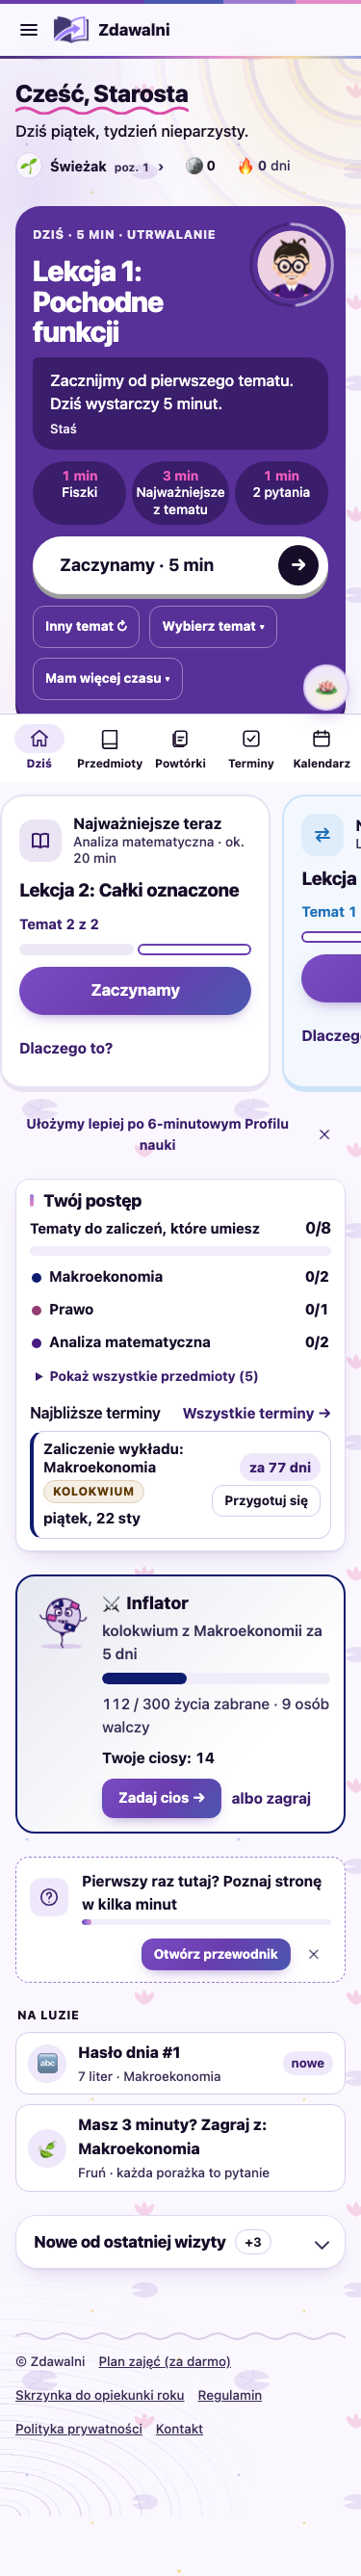 Zdawalni
Cześć, Starosta
Dziś piątek, tydzień nieparzysty.
Świeżak poz. 1 › 0 0 dni
DZIŚ · 5 MIN · UTRWALANIE
Lekcja 1:
Pochodne
funkcji
Zacznijmy od pierwszego tematu.
Dziś wystarczy 5 minut.
Staś
1 min
Fiszki
3 min
Najważniejsze
z tematu
1 min
2 pytania
Zaczynamy · 5 min →
Inny temat ↻
Wybierz temat ▾
Mam więcej czasu ▾
Dziś
Przedmioty
Powtórki
Terminy
Kalendarz
Najważniejsze teraz
Analiza matematyczna · ok.
20 min
Lekcja 2: Całki oznaczone
Temat 2 z 2
Zaczynamy
Dlaczego to?
Lekcja
Temat 1
Ułożymy lepiej po 6-minutowym Profilu
nauki
Twój postęp
Tematy do zaliczeń, które umiesz 0/8
Makroekonomia 0/2
Prawo 0/1
Analiza matematyczna 0/2
▶ Pokaż wszystkie przedmioty (5)
Najbliższe terminy Wszystkie terminy →
Zaliczenie wykładu:
Makroekonomia
KOLOKWIUM
piątek, 22 sty
za 77 dni
Przygotuj się
⚔ Inflator
kolokwium z Makroekonomii za
5 dni
112 / 300 życia zabrane · 9 osób
walczy
Twoje ciosy: 14
Zadaj cios → albo zagraj
Pierwszy raz tutaj? Poznaj stronę
w kilka minut
Otwórz przewodnik
NA LUZIE
abc
Hasło dnia #1
7 liter · Makroekonomia
nowe
Masz 3 minuty? Zagraj z:
Makroekonomia
Fruń · każda porażka to pytanie
Nowe od ostatniej wizyty +3
© Zdawalni Plan zajęć (za darmo)
Skrzynka do opiekunki roku Regulamin
Polityka prywatności Kontakt